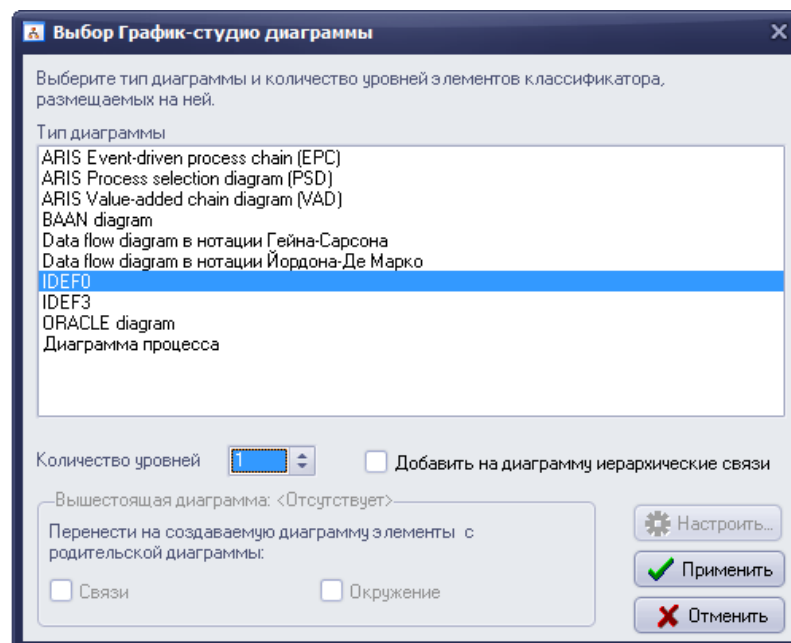 Выбор График-студио диаграммы
Выберите тип диаграммы и количество уровней элементов классификатора,
размещаемых на ней.
Тип диаграммы
ARIS Event-driven process chain (EPC)
ARIS Process selection diagram (PSD)
ARIS Value-added chain diagram (VAD)
BAAN diagram
Data flow diagram в нотации Гейна-Сарсона
Data flow diagram в нотации Йордона-Де Марко
IDEF0
IDEF3
ORACLE diagram
Диаграмма процесса
Количество уровней 1 Добавить на диаграмму иерархические связи
Вышестоящая диаграмма: <Отсутствует>
Перенести на создаваемую диаграмму элементы с
родительской диаграммы:
Связи Окружение
Настроить...
Применить
Отменить